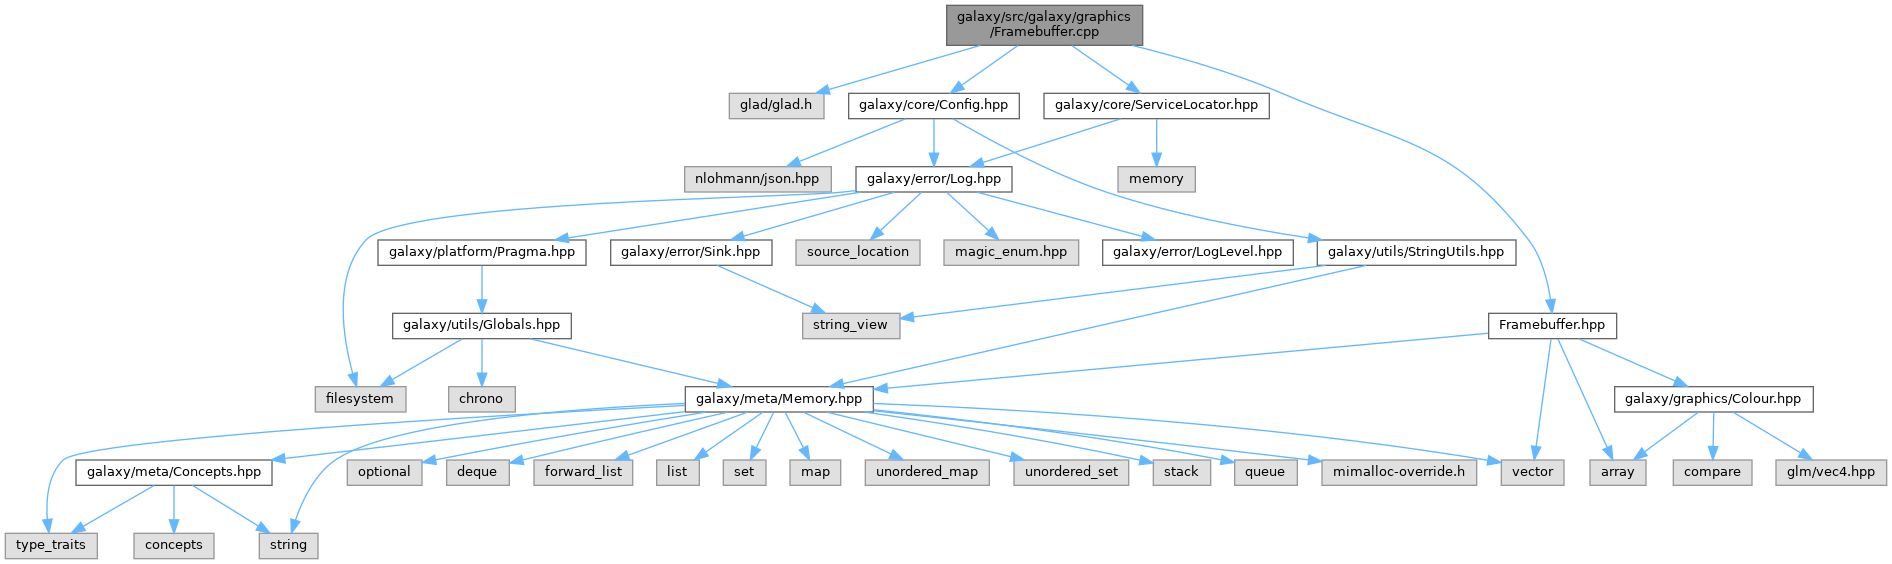 galaxy/src/galaxy/graphics
/Framebuffer.cpp
glad/glad.h
galaxy/core/Config.hpp
galaxy/core/ServiceLocator.hpp
nlohmann/json.hpp
galaxy/error/Log.hpp
memory
galaxy/platform/Pragma.hpp
galaxy/error/Sink.hpp
source_location
magic_enum.hpp
galaxy/error/LogLevel.hpp
galaxy/utils/StringUtils.hpp
galaxy/utils/Globals.hpp
string_view
Framebuffer.hpp
filesystem
chrono
galaxy/meta/Memory.hpp
galaxy/graphics/Colour.hpp
galaxy/meta/Concepts.hpp
optional
deque
forward_list
list
set
map
unordered_map
unordered_set
stack
queue
mimalloc-override.h
vector
array
compare
glm/vec4.hpp
type_traits
concepts
string